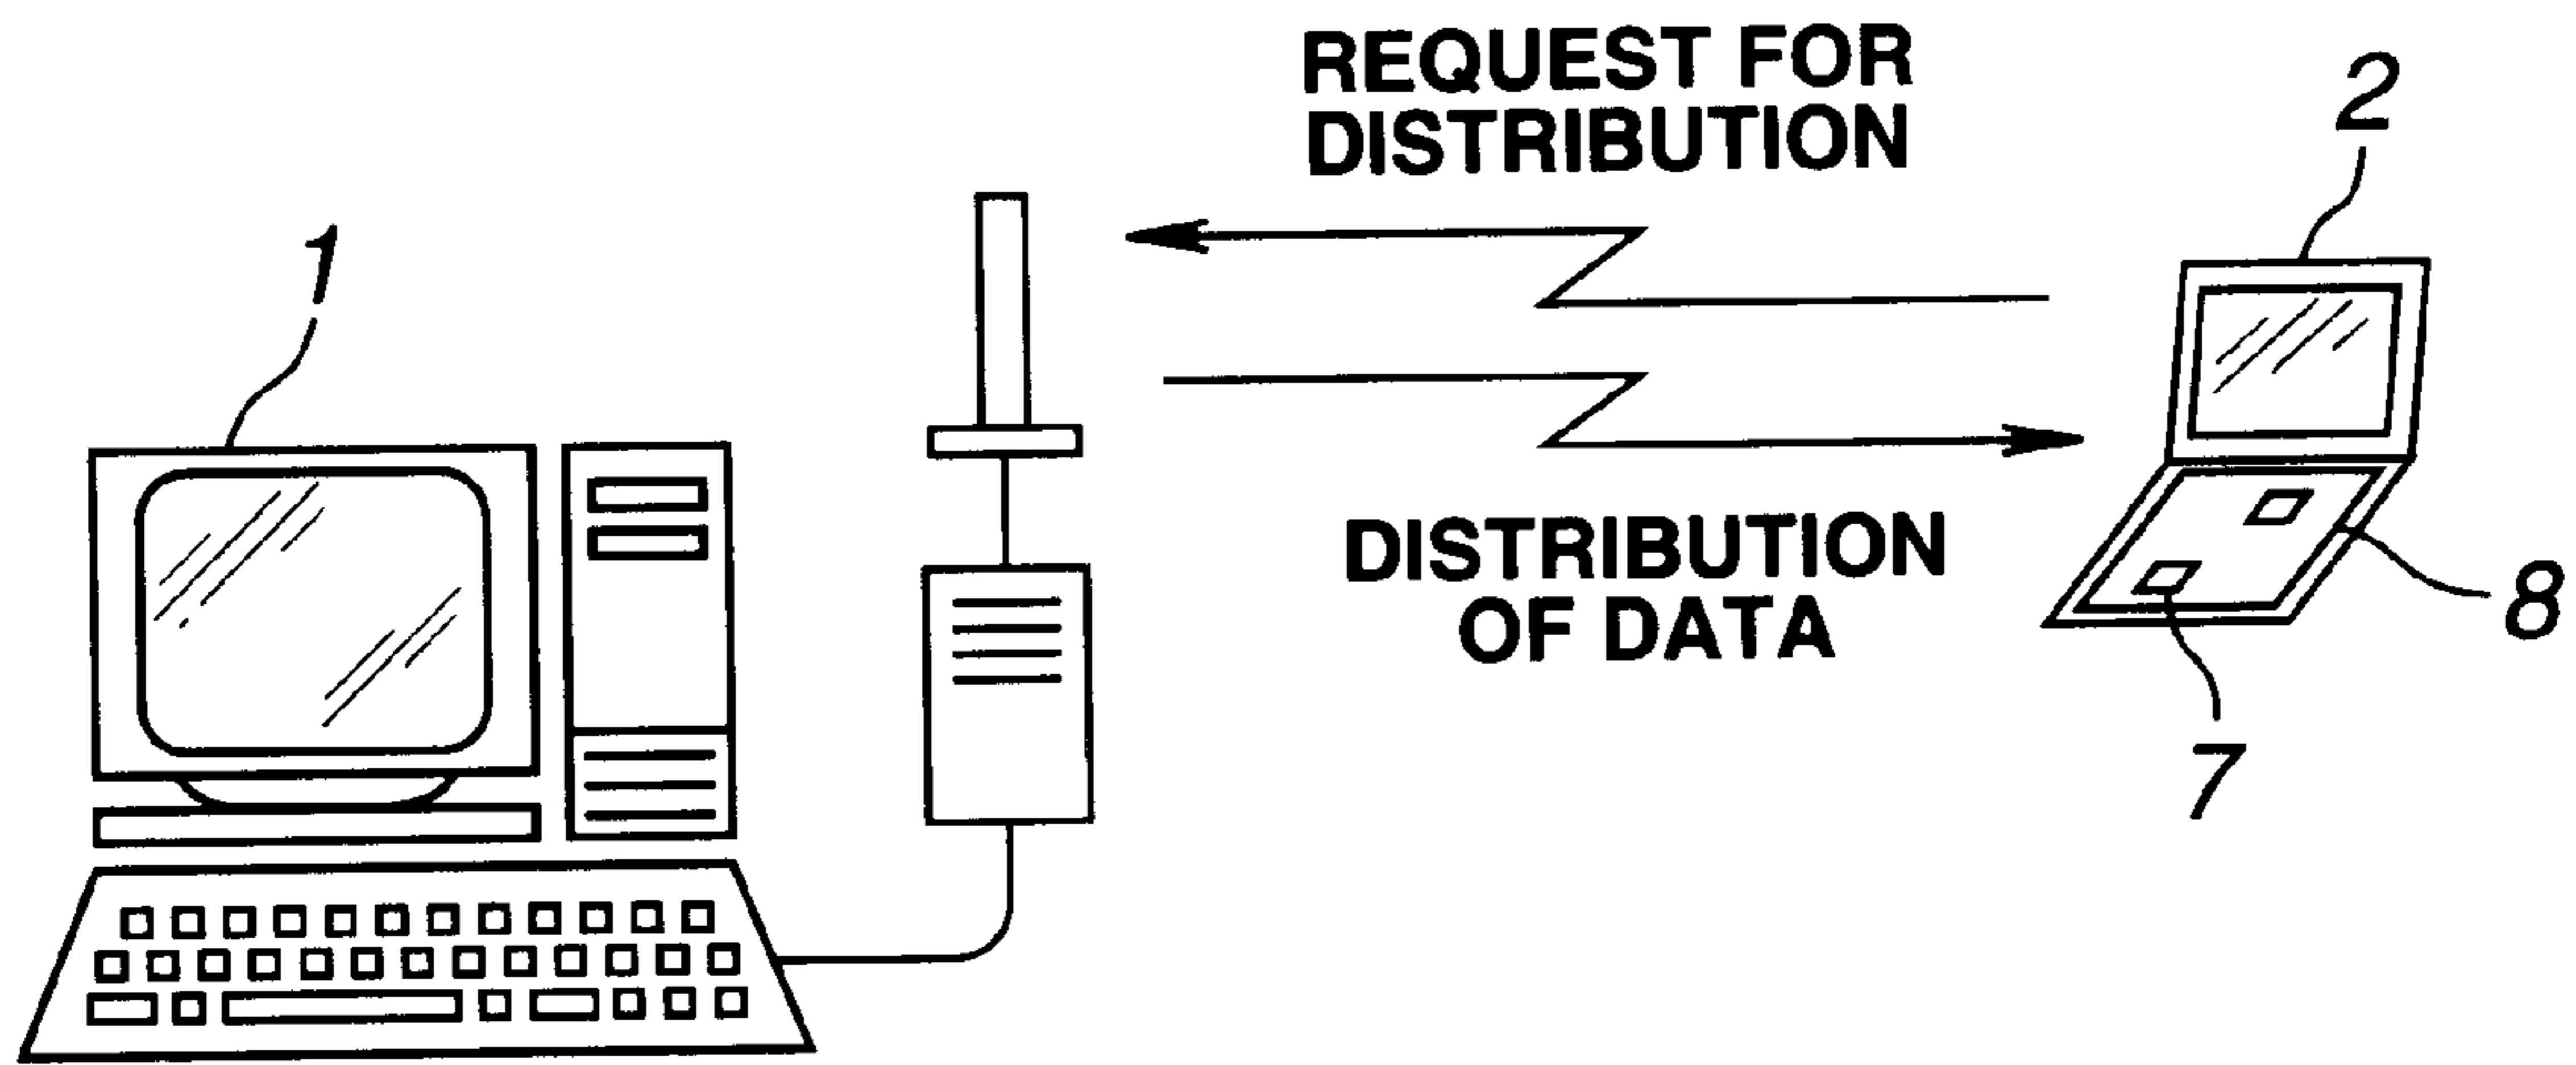 REQUEST FOR
DISTRIBUTION
2
1
DISTRIBUTION
OF DATA
8
7